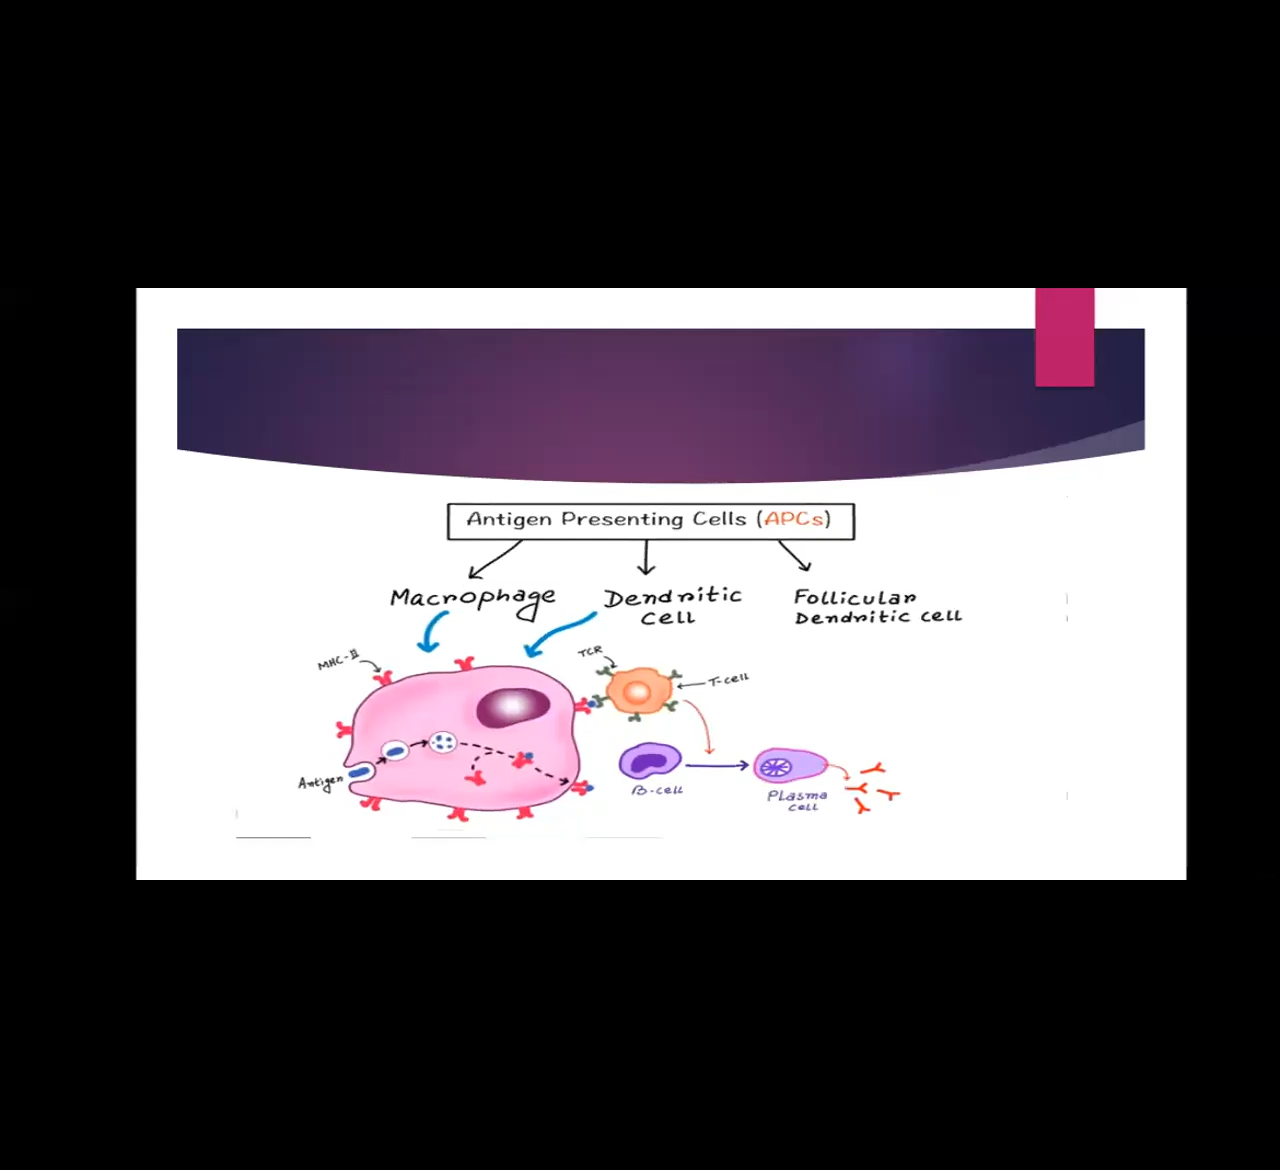 Antigen Presenting Cells (APCs)
Macrophage
Dendritic
cell
Follicular
Dendritic cell
MHC-II
TCR
T-cell
Antigen
B-cell
Plasma
cell